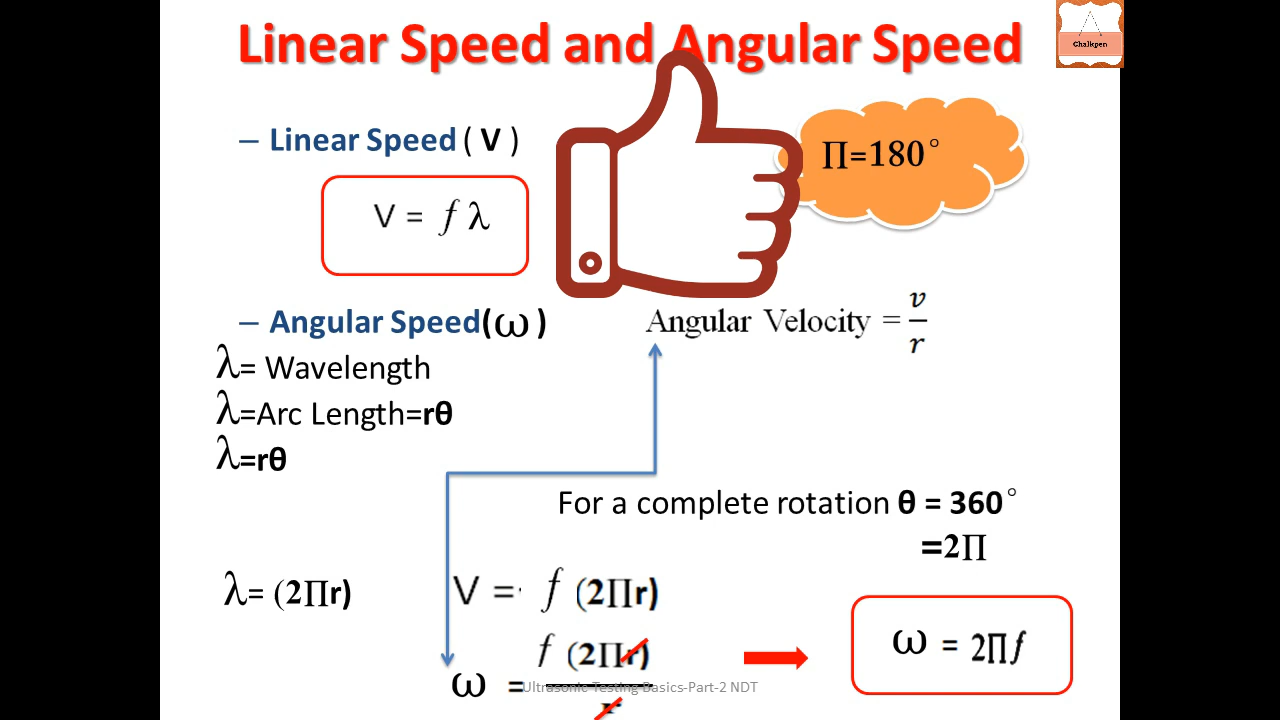 Linear Speed and Angular Speed
Chalkpen
– Linear Speed ( V )
V = f λ
Π=180°
– Angular Speed(ω )
Angular Velocity = v/r
λ= Wavelength
λ=Arc Length=rθ
λ=rθ
For a complete rotation θ = 360°
=2Π
λ= (2Πr)
V = f (2Πr)
f (2Πr)
ω = r
ω = 2Πf
Ultrasonic Testing Basics-Part-2 NDT